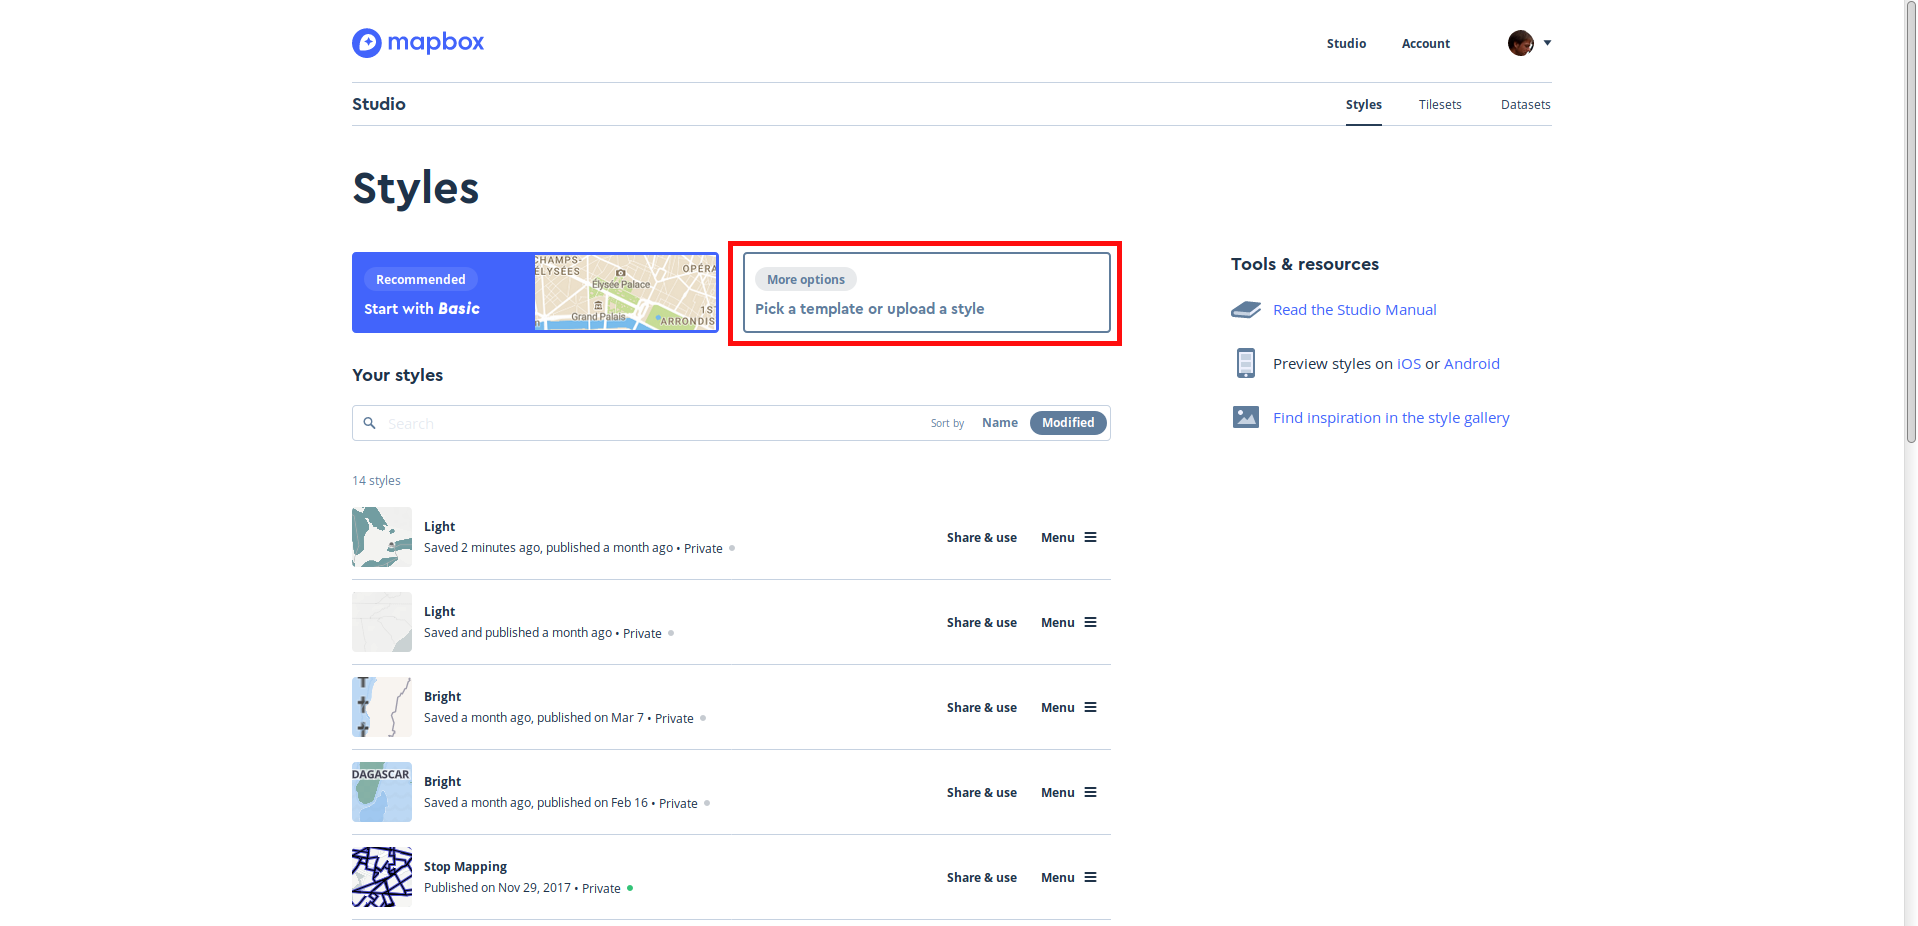 mapbox
Studio Account
Studio
Styles Tilesets Datasets
Styles
Recommended
Start with Basic
CHAMPS-
ÉLYSÉES
OPÉRA
Élysée Palace
Grand Palais
1S
ARRONDIS
More options
Pick a template or upload a style
Tools & resources
Read the Studio Manual
Preview styles on iOS or Android
Find inspiration in the style gallery
Your styles
Search
Sort by Name Modified
14 styles
Light
Saved 2 minutes ago, published a month ago • Private
Share & use Menu
Light
Saved and published a month ago • Private
Share & use Menu
Bright
Saved a month ago, published on Mar 7 • Private
Share & use Menu
DAGASCAR
Bright
Saved a month ago, published on Feb 16 • Private
Share & use Menu
Stop Mapping
Published on Nov 29, 2017 • Private
Share & use Menu